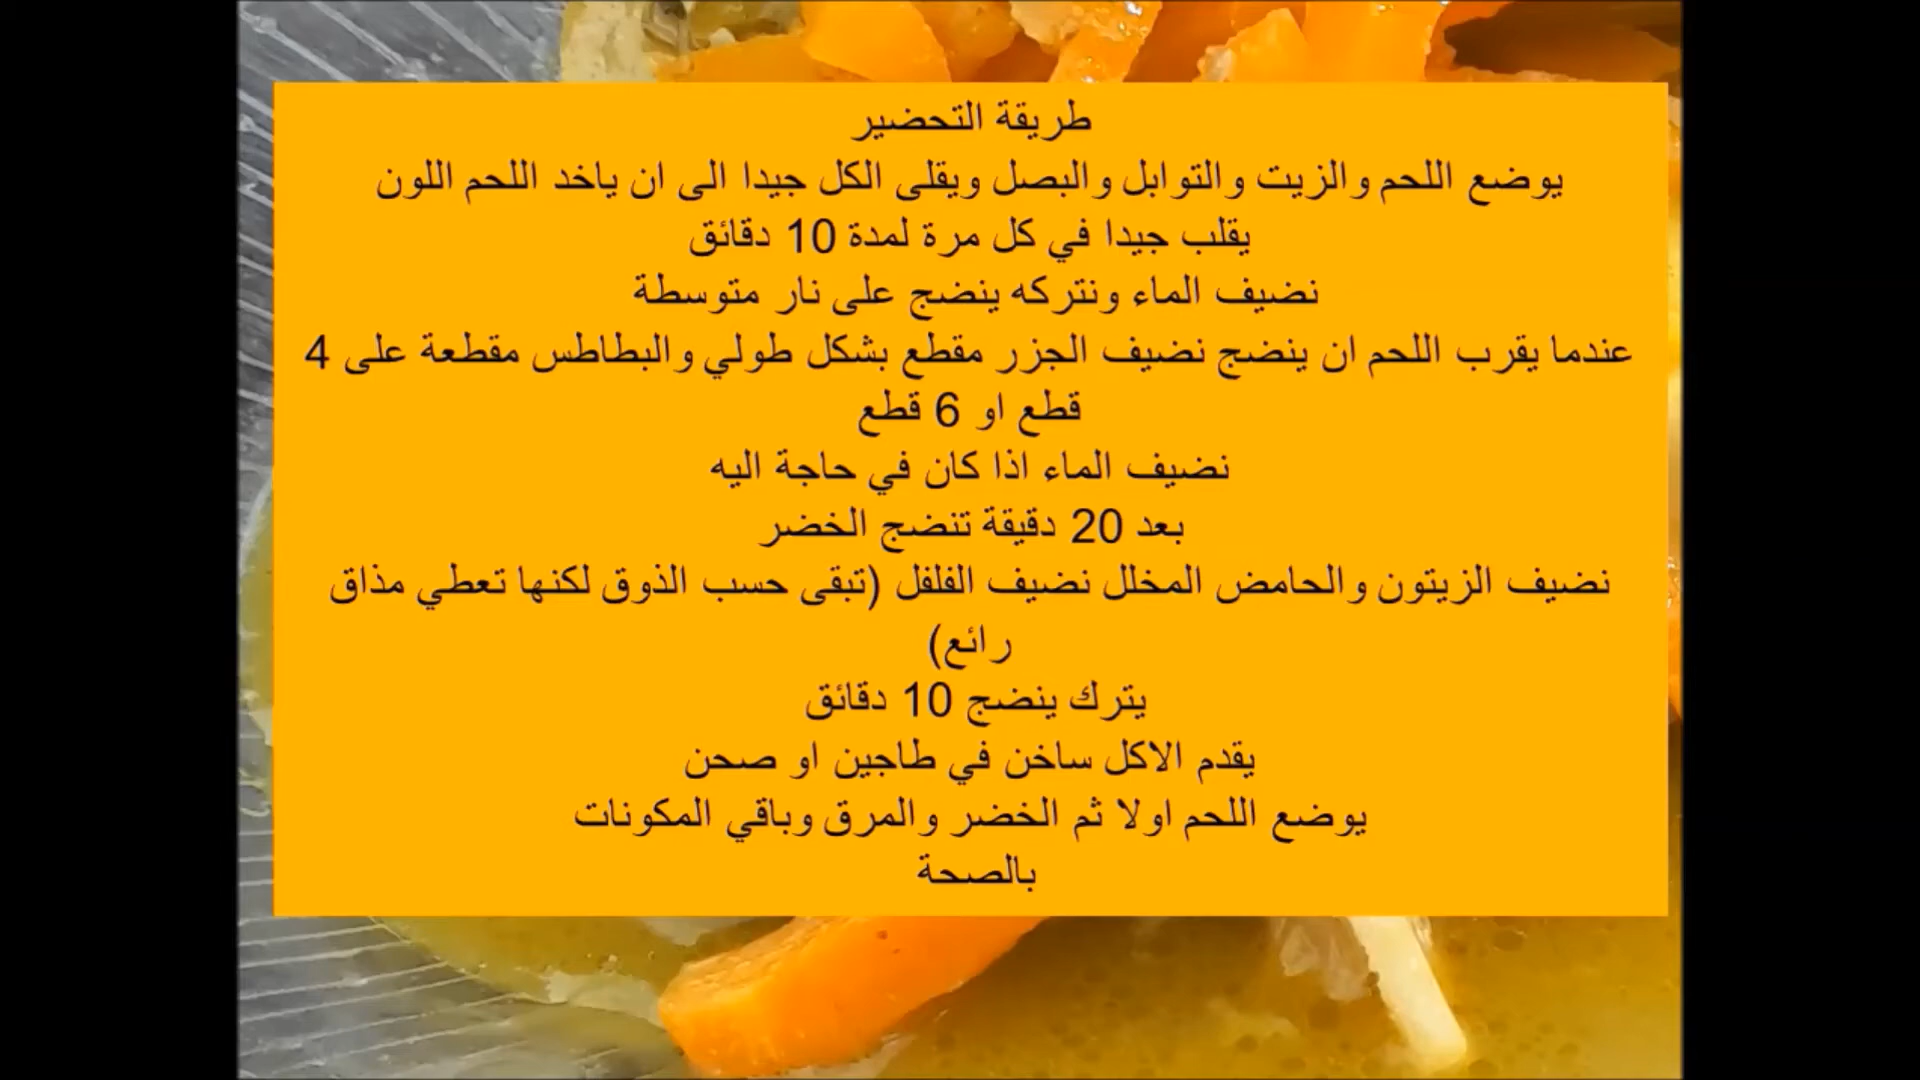 طريقة التحضير
يوضع اللحم والزيت والتوابل والبصل ويقلى الكل جيدا الى ان ياخد اللحم اللون
يقلب جيدا في كل مرة لمدة 10 دقائق
نضيف الماء ونتركه ينضج على نار متوسطة
عندما يقرب اللحم ان ينضج نضيف الجزر مقطع بشكل طولي والبطاطس مقطعة على 4
قطع او 6 قطع
نضيف الماء اذا كان في حاجة اليه
بعد 20 دقيقة تنضج الخضر
نضيف الزيتون والحامض المخلل نضيف الفلفل (تبقى حسب الذوق لكنها تعطي مذاق
رائع)
يترك ينضج 10 دقائق
يقدم الاكل ساخن في طاجين او صحن
يوضع اللحم اولا ثم الخضر والمرق وباقي المكونات
بالصحة